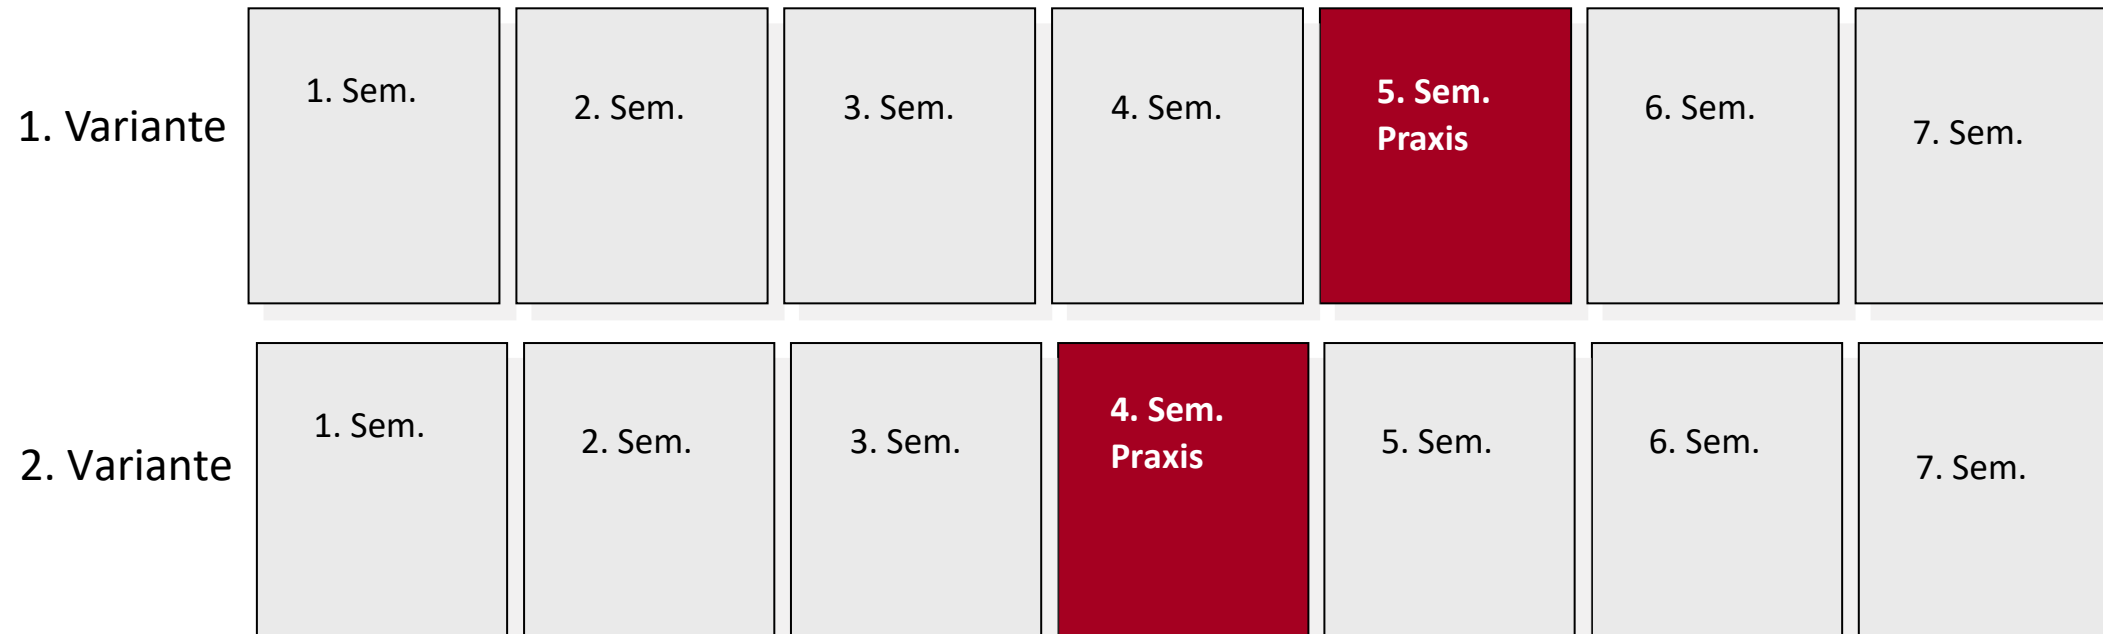 1. Variante
1. Sem.
2. Sem.
3. Sem.
4. Sem.
5. Sem.
Praxis
6. Sem.
7. Sem.
2. Variante
1. Sem.
2. Sem.
3. Sem.
4. Sem.
Praxis
5. Sem.
6. Sem.
7. Sem.